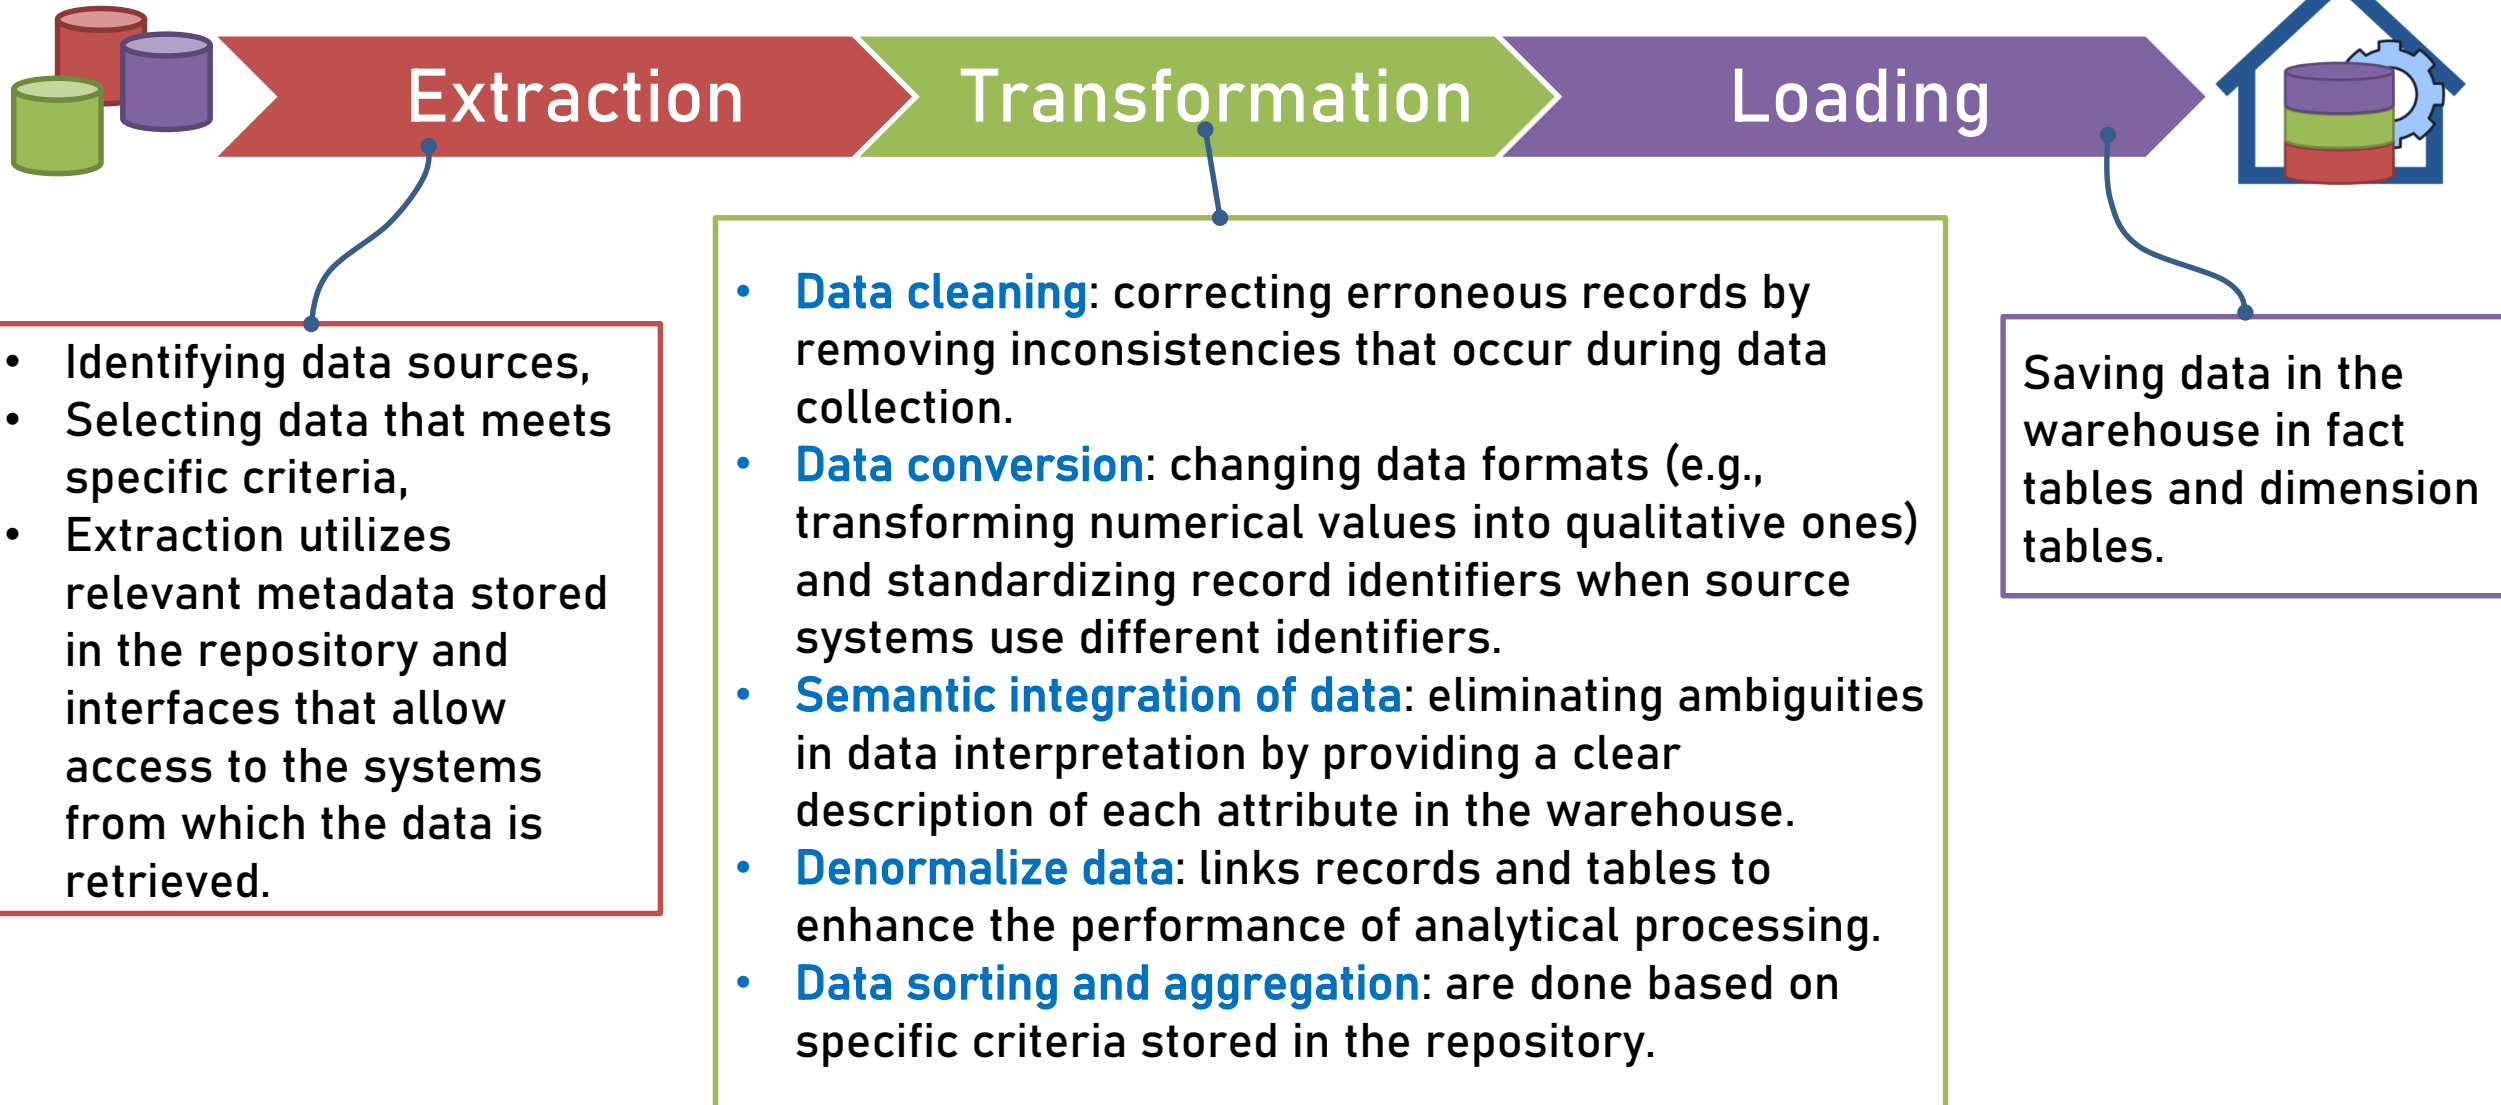 Extraction
Transformation
Loading
• Identifying data sources,
• Selecting data that meets
specific criteria,
• Extraction utilizes
relevant metadata stored
in the repository and
interfaces that allow
access to the systems
from which the data is
retrieved.
• Data cleaning: correcting erroneous records by
removing inconsistencies that occur during data
collection.
• Data conversion: changing data formats (e.g.,
transforming numerical values into qualitative ones)
and standardizing record identifiers when source
systems use different identifiers.
• Semantic integration of data: eliminating ambiguities
in data interpretation by providing a clear
description of each attribute in the warehouse.
• Denormalize data: links records and tables to
enhance the performance of analytical processing.
• Data sorting and aggregation: are done based on
specific criteria stored in the repository.
Saving data in the
warehouse in fact
tables and dimension
tables.